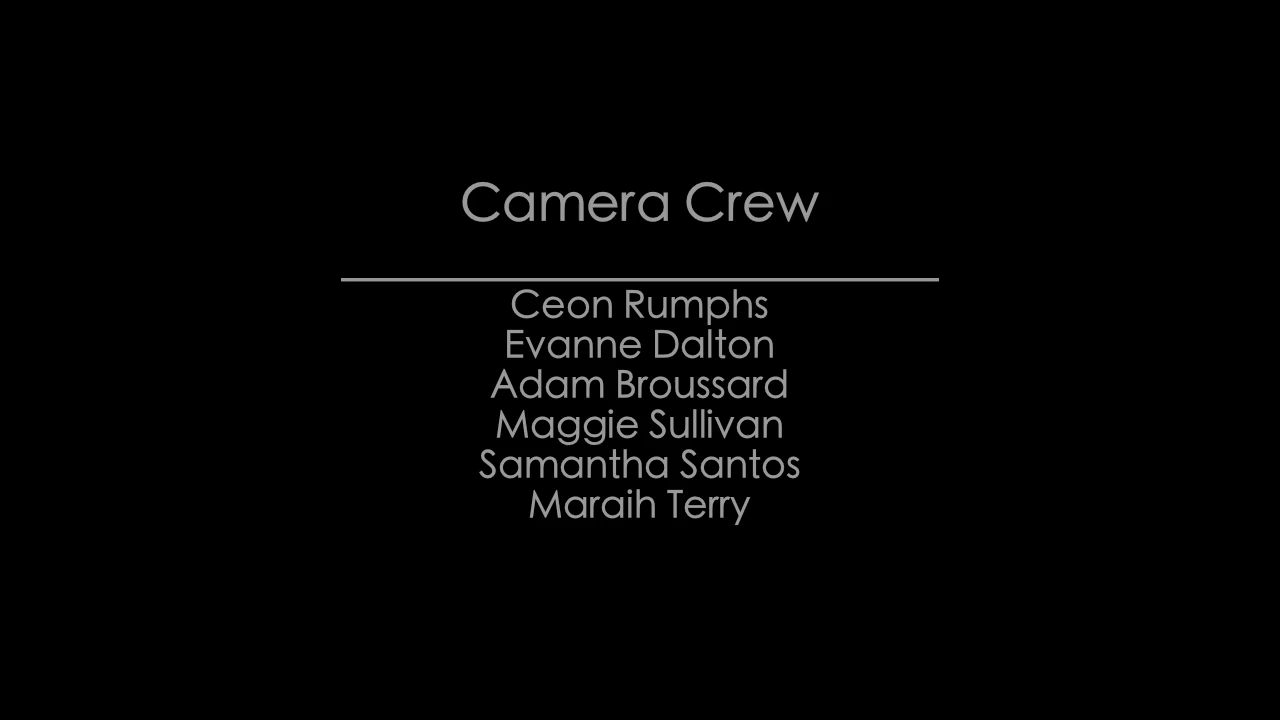 Camera Crew
Ceon Rumphs
Evanne Dalton
Adam Broussard
Maggie Sullivan
Samantha Santos
Maraih Terry